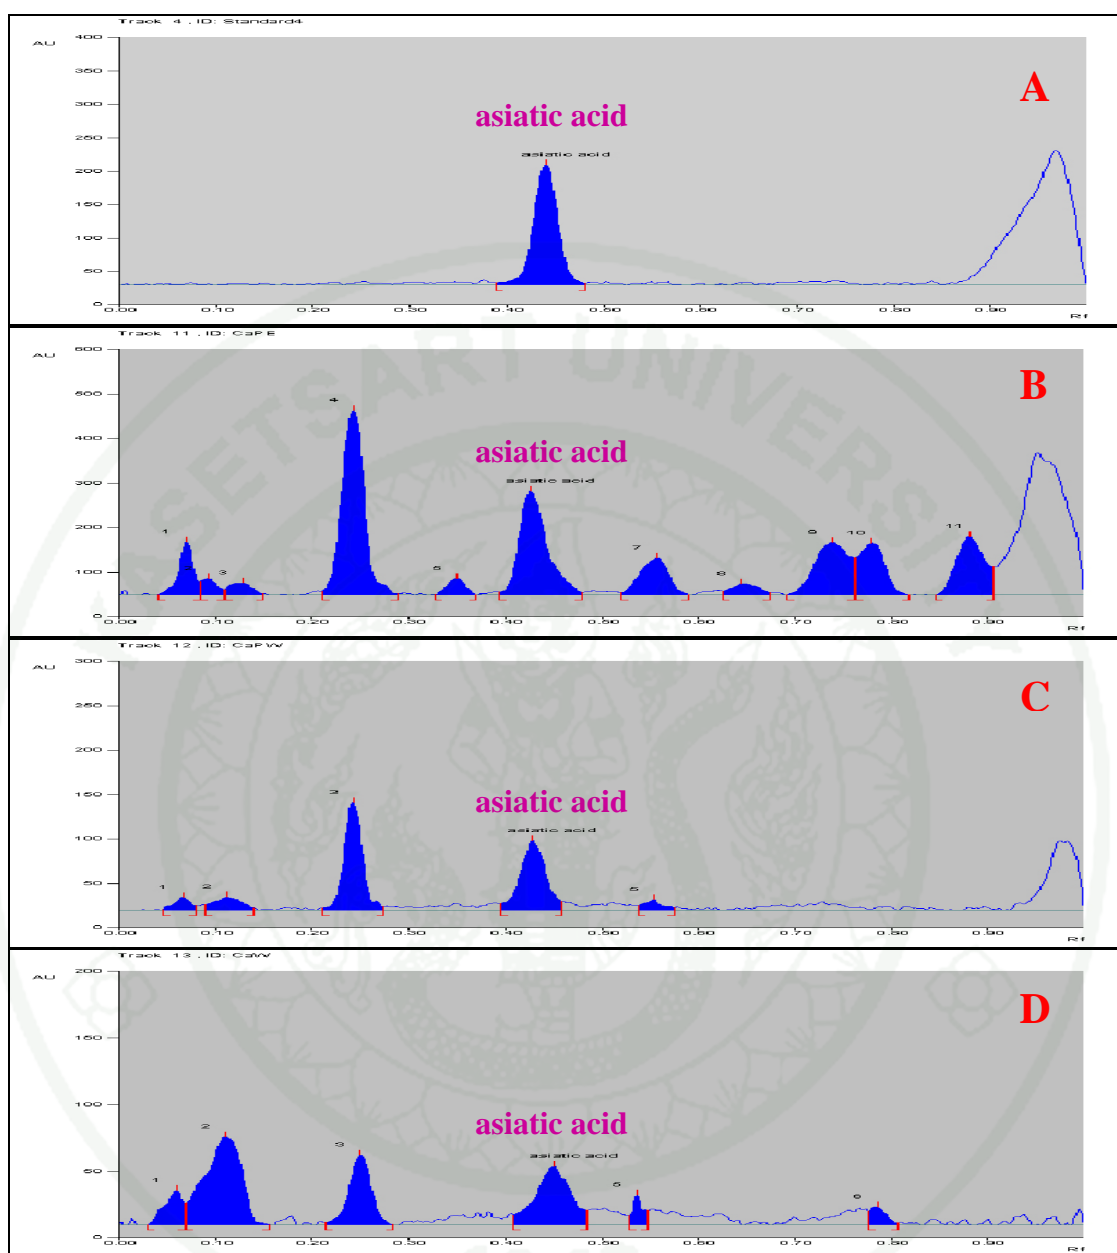 Track 4 , ID: Standard4
400
AU
350
A
300
asiatic acid
250
asiatic acid
200
150
100
50
0
0.00 0.10 0.20 0.30 0.40 0.50 0.60 0.70 0.80 0.90 Rf
Track 11 , ID: CaPE
600
AU
500
B
4
400
asiatic acid
asiatic acid
300
200
1 7 9 10 11
100
3 5 8
0
0.00 0.10 0.20 0.30 0.40 0.50 0.60 0.70 0.80 0.90 Rf
Track 12 , ID: CaPW
300
AU
250
C
200
150
3
asiatic acid
asiatic acid
100
50
1 2 5
0
0.00 0.10 0.20 0.30 0.40 0.50 0.60 0.70 0.80 0.90 Rf
Track 13 , ID: CaW
200
AU
D
150
100
asiatic acid
2
3 asiatic acid
50
1 5 6
0
0.00 0.10 0.20 0.30 0.40 0.50 0.60 0.70 0.80 0.90 Rf
KASETSART UNIVERSITY